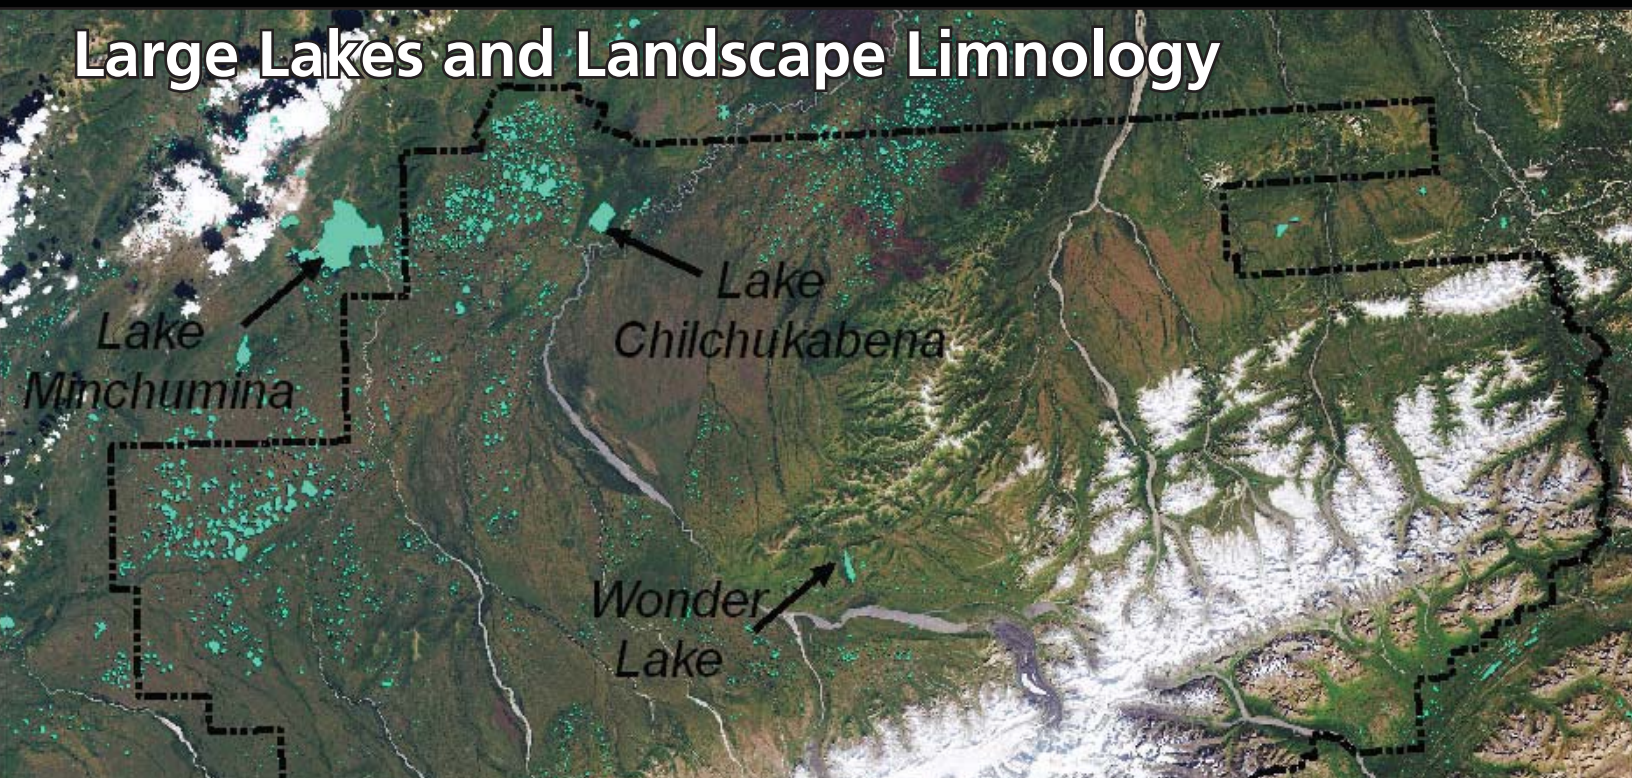 Large Lakes and Landscape Limnology
Lake
Chilchukabena
Lake
Minchumina
Wonder
Lake